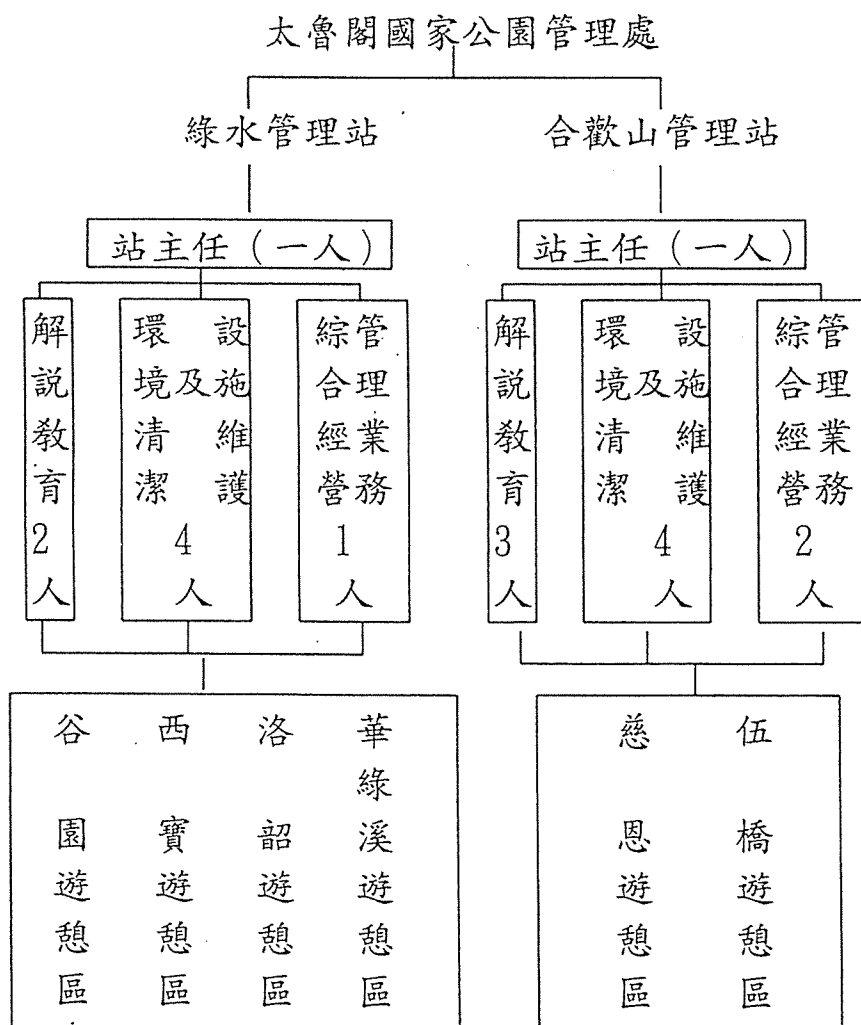 太魯閣國家公園管理處
綠水管理站
合歡山管理站
站主任(一人)
站主任(一人)
解說教育2人
環境清潔及設施維護4人
綜合經營管理業務1人
解說教育3人
環境清潔及設施維護4人
綜合經營管理業務2人
谷園遊憩區
西寶遊憩區
洛韶遊憩區
華綠溪遊憩區
慈恩遊憩區
伍橋遊憩區